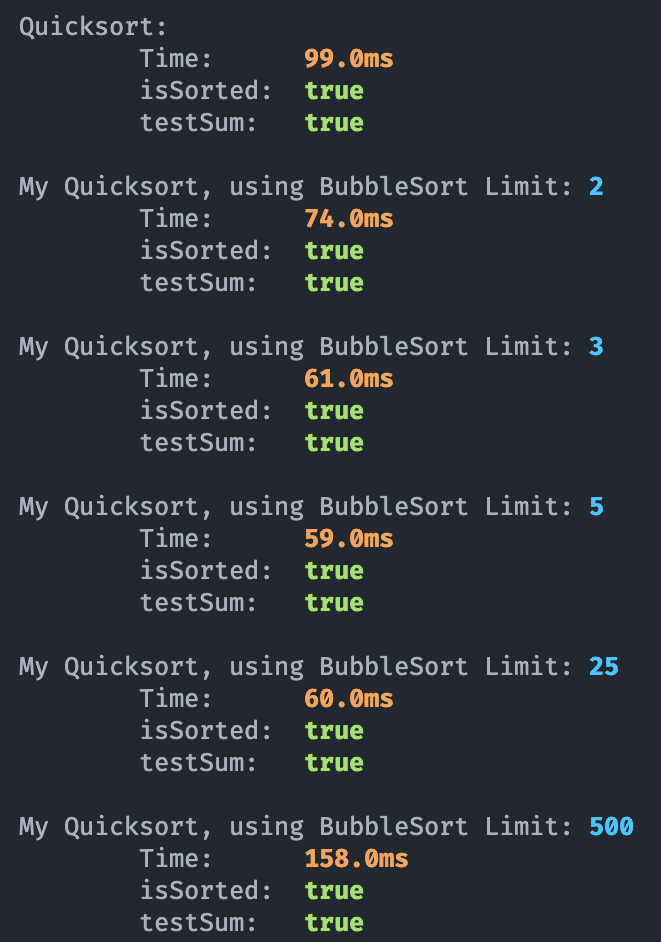 Quicksort:
Time: 99.0ms
isSorted: true
testSum: true
My Quicksort, using BubbleSort Limit: 2
Time: 74.0ms
isSorted: true
testSum: true
My Quicksort, using BubbleSort Limit: 3
Time: 61.0ms
isSorted: true
testSum: true
My Quicksort, using BubbleSort Limit: 5
Time: 59.0ms
isSorted: true
testSum: true
My Quicksort, using BubbleSort Limit: 25
Time: 60.0ms
isSorted: true
testSum: true
My Quicksort, using BubbleSort Limit: 500
Time: 158.0ms
isSorted: true
testSum: true